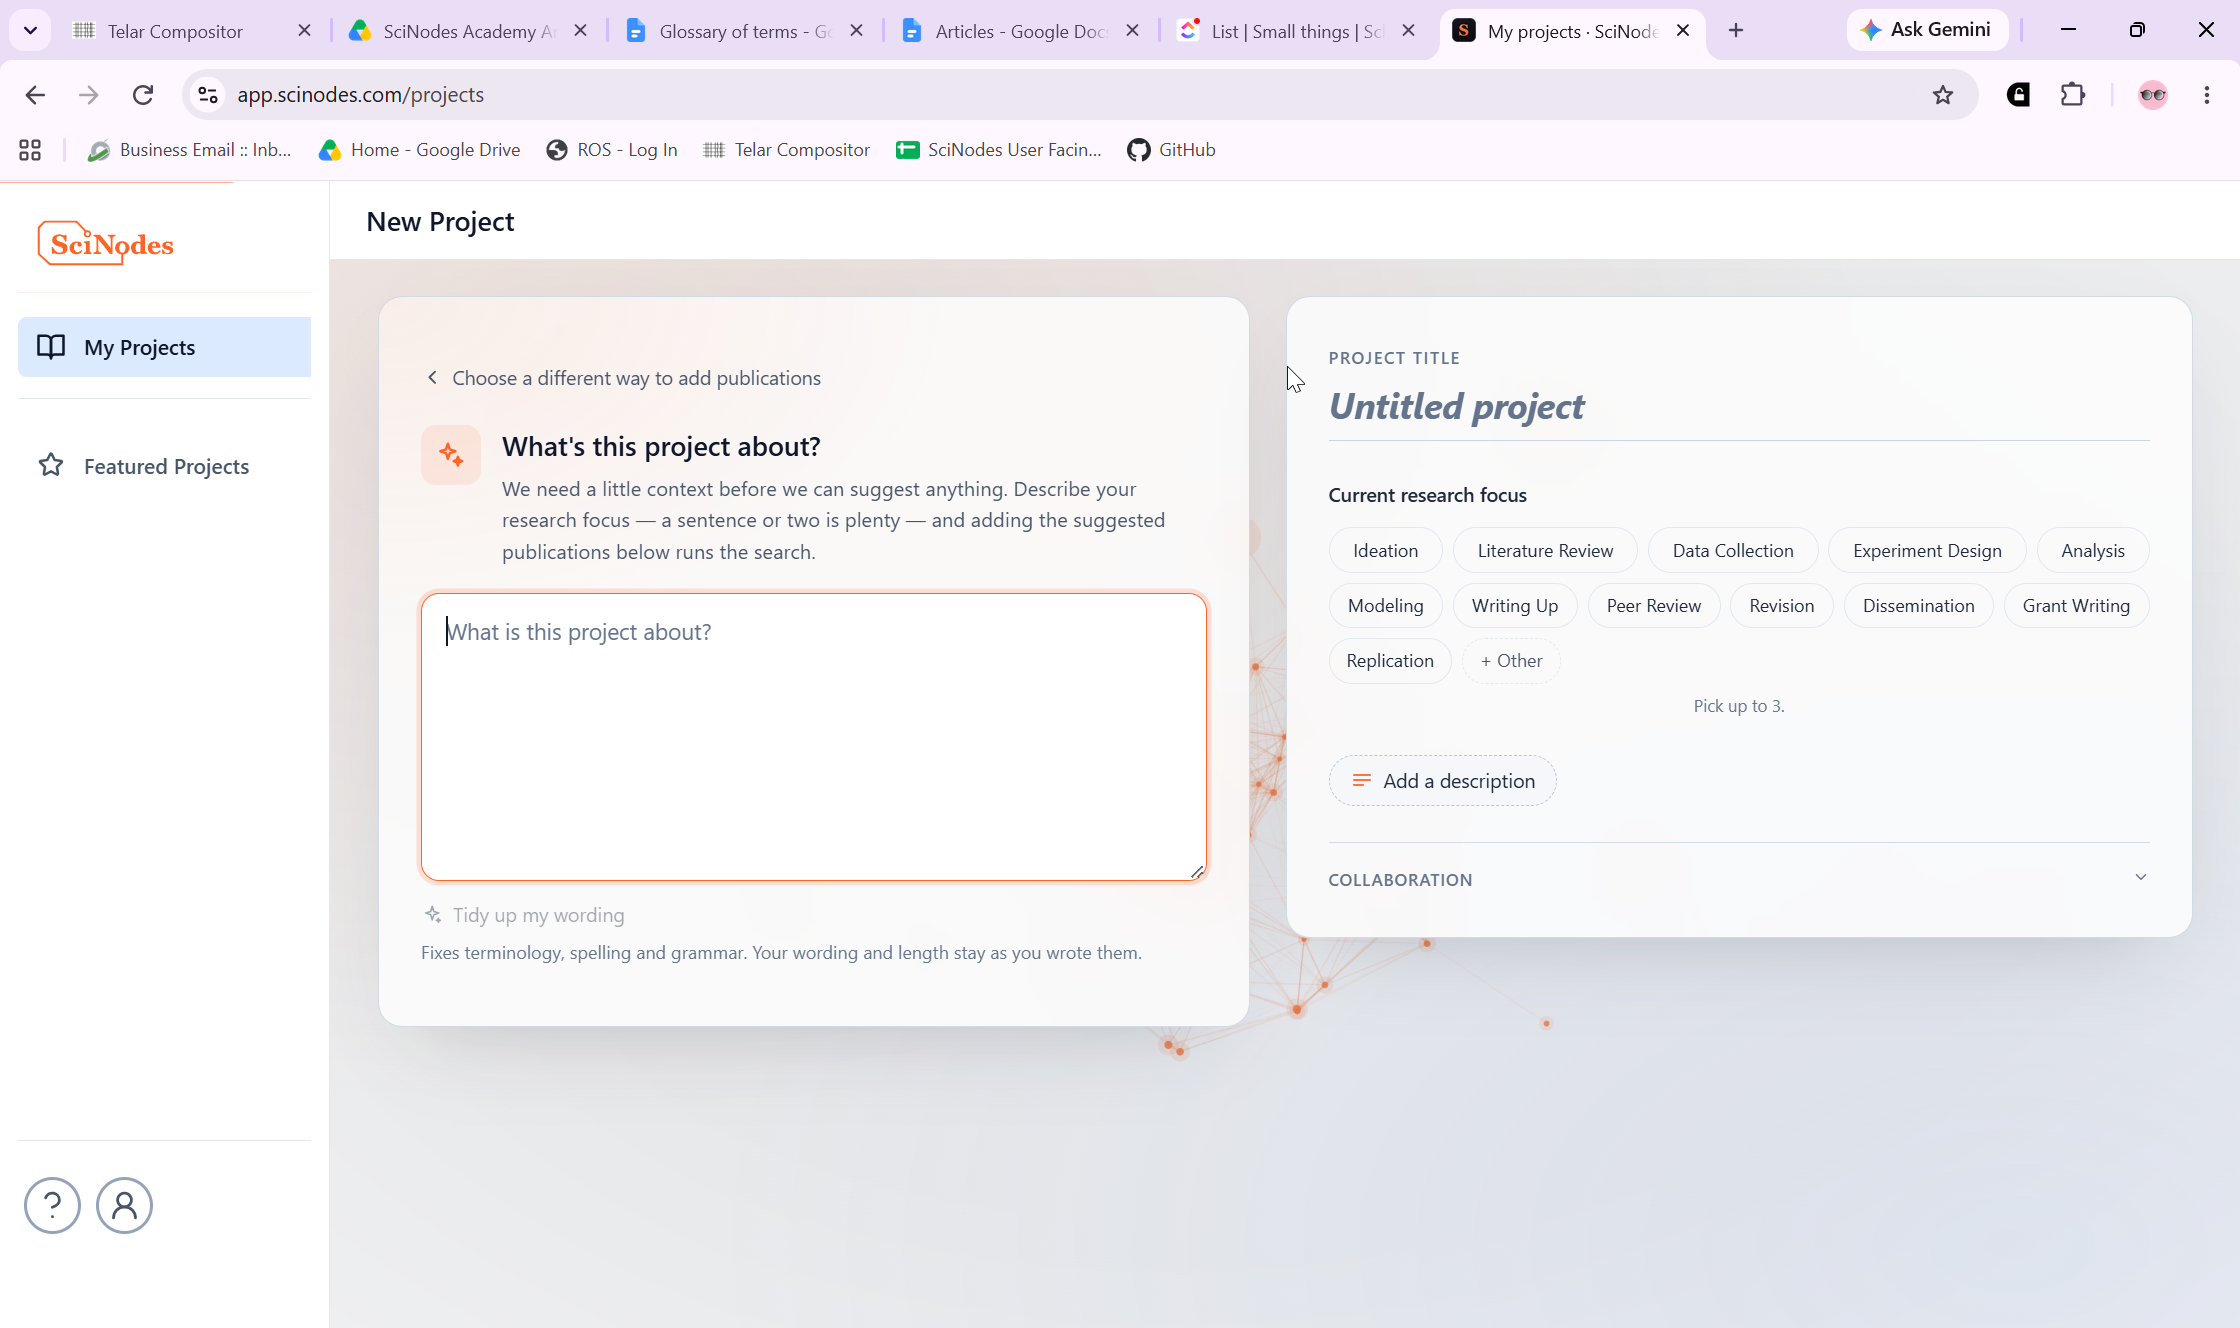 Telar Compositor
SciNodes Academy A
Glossary of terms - G
Articles - Google Doc
List | Small things | Sc
My projects · SciNode
Ask Gemini
app.scinodes.com/projects
Business Email :: Inb...
Home - Google Drive
ROS - Log In
Telar Compositor
SciNodes User Facin...
GitHub
SciNodes
My Projects
Featured Projects
New Project
Choose a different way to add publications
What's this project about?
We need a little context before we can suggest anything. Describe your
research focus — a sentence or two is plenty — and adding the suggested
publications below runs the search.
What is this project about?
Tidy up my wording
Fixes terminology, spelling and grammar. Your wording and length stay as you wrote them.
PROJECT TITLE
Untitled project
Current research focus
Ideation
Literature Review
Data Collection
Experiment Design
Analysis
Modeling
Writing Up
Peer Review
Revision
Dissemination
Grant Writing
Replication
+ Other
Pick up to 3.
Add a description
COLLABORATION
?